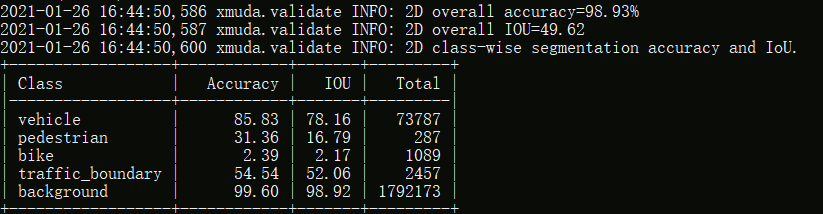 2021-01-26 16:44:50,586 xmuda.validate INFO: 2D overall accuracy=98.93%
2021-01-26 16:44:50,587 xmuda.validate INFO: 2D overall IOU=49.62
2021-01-26 16:44:50,600 xmuda.validate INFO: 2D class-wise segmentation accuracy and IoU.
+------------------+------------+-------+---------+
| Class            |   Accuracy |   IOU |   Total |
|------------------+------------+-------+---------|
| vehicle          |      85.83 | 78.16 |   73787 |
| pedestrian       |      31.36 | 16.79 |     287 |
| bike             |       2.39 |  2.17 |    1089 |
| traffic_boundary |      54.54 | 52.06 |    2457 |
| background       |      99.60 | 98.92 | 1792173 |
+------------------+------------+-------+---------+